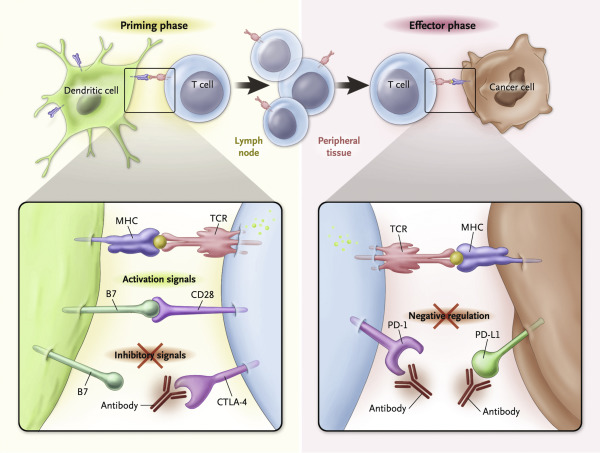 Priming phase
Effector phase
Dendritic cell
T cell
T cell
Cancer cell
Lymph
node
Peripheral
tissue
MHC
TCR
Activation signals
B7
CD28
Inhibitory signals
B7
Antibody
CTLA-4
TCR
MHC
Negative regulation
PD-1
PD-L1
Antibody
Antibody